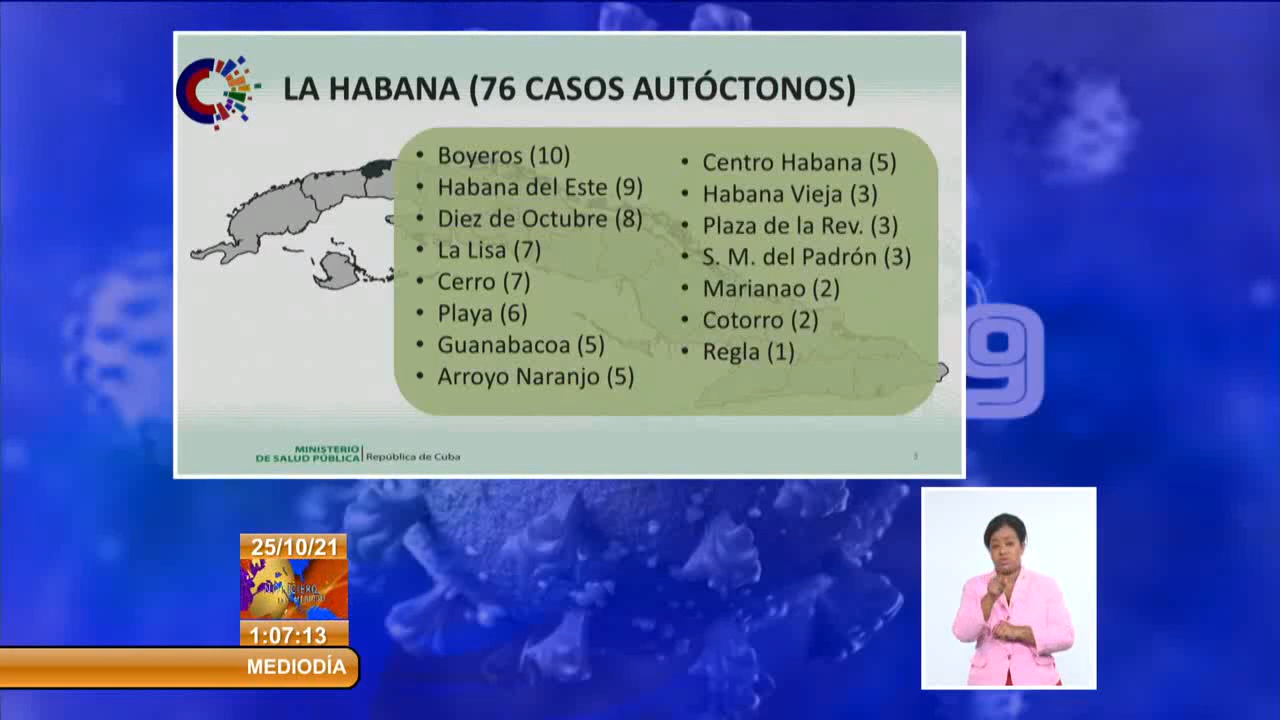 LA HABANA (76 CASOS AUTÓCTONOS)
• Boyeros (10)
• Habana del Este (9)
• Diez de Octubre (8)
• La Lisa (7)
• Cerro (7)
• Playa (6)
• Guanabacoa (5)
• Arroyo Naranjo (5)
• Centro Habana (5)
• Habana Vieja (3)
• Plaza de la Rev. (3)
• S. M. del Padrón (3)
• Marianao (2)
• Cotorro (2)
• Regla (1)
MINISTERIO
DE SALUD PÚBLICA
República de Cuba
9
25/10/21
1:07:13
MEDIODÍA